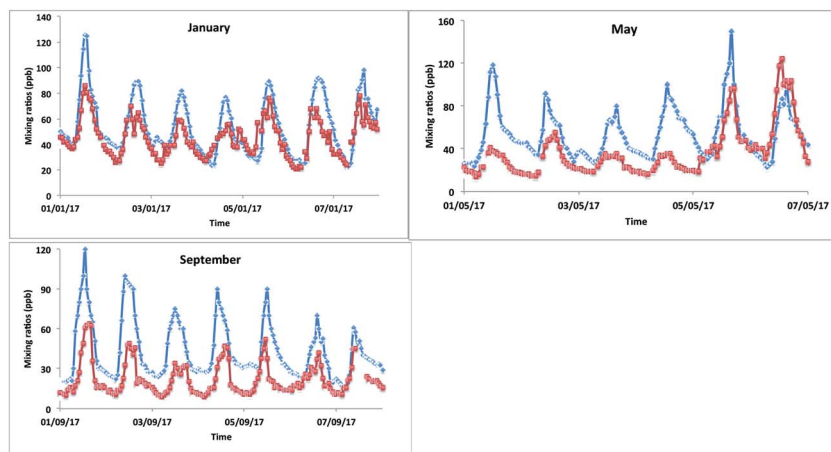 January
Mixing ratios (ppb)
140
120
100
80
60
40
20
0
01/01/17 03/01/17 05/01/17 07/01/17
Time
May
Mixing ratios (ppb)
160
120
80
40
0
01/05/17 03/05/17 05/05/17 07/05/17
Time
September
Mixing ratios (ppb)
120
90
60
30
0
01/09/17 03/09/17 05/09/17 07/09/17
Time